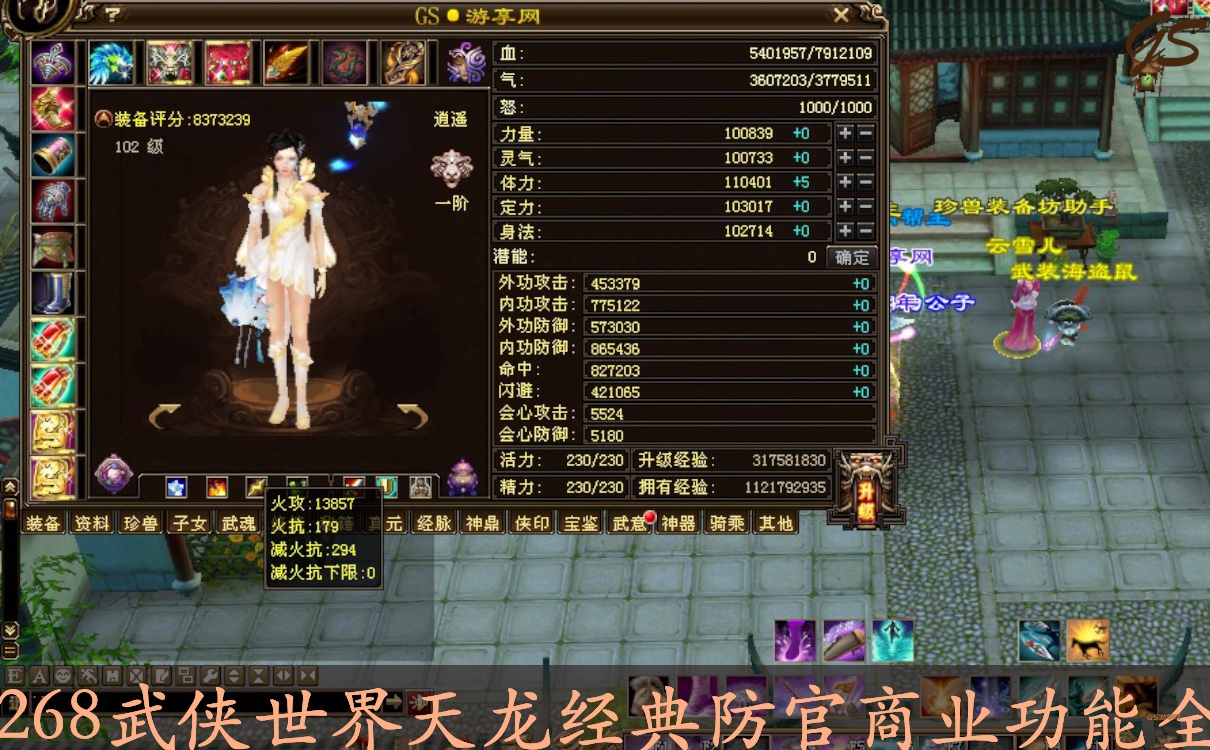 GS●游享网
装备评分:8373239
102 级
逍遥
一阶
血: 5401957/7912109
气: 3607203/3779511
怒: 1000/1000
力量: 100839 +0
灵气: 100733 +0
体力: 110401 +5
定力: 103017 +0
身法: 102714 +0
潜能: 0 确定
外功攻击: 453379 +0
内功攻击: 775122 +0
外功防御: 573030 +0
内功防御: 865436 +0
命中: 827203 +0
闪避: 421065 +0
会心攻击: 5524
会心防御: 5180
活力: 230/230 升级经验: 317581830
精力: 230/230 拥有经验: 1121792935
升级
火攻:13857
火抗:179
减火抗:294
减火抗下限:0
装备 资料 珍兽 子女 武魂 元 经脉 神鼎 侠印 宝鉴 武意 神器 骑乘 其他
GS
珍兽装备坊助手
帮主
云雪儿
享网
武装海盗鼠
公子
268武侠世界天龙经典防官商业功能全